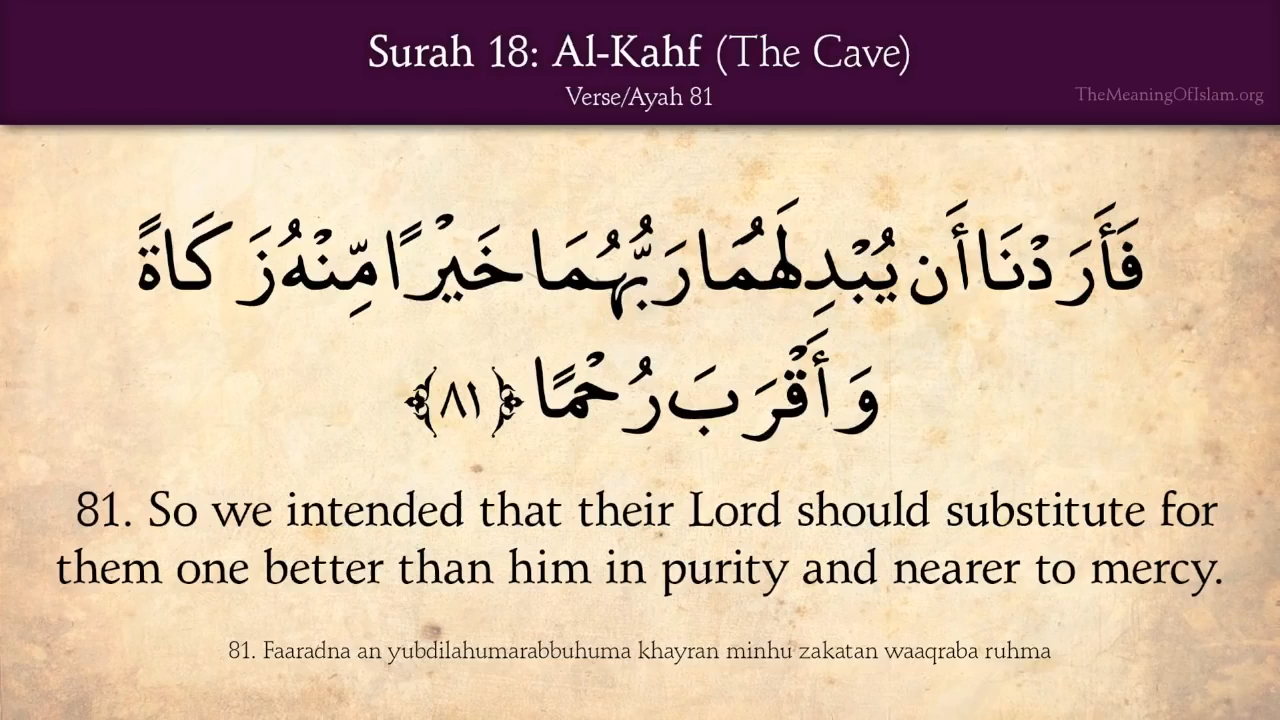 Surah 18: Al-Kahf (The Cave)
Verse/Ayah 81
TheMeaningOfIslam.org
فَأَرَدْنَا أَن يُبْدِلَهُمَا رَبُّهُمَا خَيْرًا مِّنْهُ زَكَاةً
وَأَقْرَبَ رُحْمًا ﴿٨١﴾
81. So we intended that their Lord should substitute for
them one better than him in purity and nearer to mercy.
81. Faaradna an yubdilahumarabbuhuma khayran minhu zakatan waaqraba ruhma